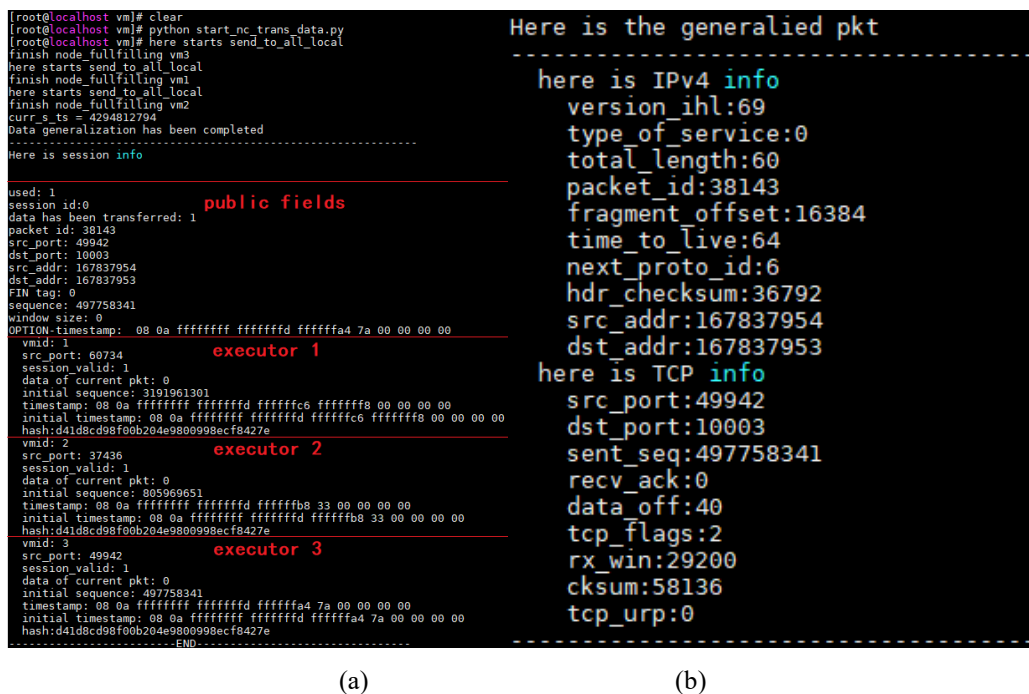 [root@localhost vm]# clear
[root@localhost vm]# python start_nc_trans_data.py
[root@localhost vm]# here starts send_to_all_local
finish node_fullfilling vm3
here starts send_to_all_local
finish node_fullfilling vm1
here starts send_to_all_local
finish node_fullfilling vm2
curr_s_ts = 4294812794
Data generalization has been completed
--------------------------------------------------------------
Here is session info
used: 1
session id:0
public fields
data has been transferred: 1
packet id: 38143
src_port: 49942
dst_port: 10003
src_addr: 167837954
dst_addr: 167837953
FIN tag: 0
sequence: 497758341
window size: 0
OPTION-timestamp:  08 0a ffffffff fffffffd ffffffa4 7a 00 00 00 00
vmid: 1
executor 1
src_port: 60734
session_valid: 1
data of current pkt: 0
initial sequence: 3191961301
timestamp: 08 0a ffffffff fffffffd ffffffc6 fffffff8 00 00 00 00
initial timestamp: 08 0a ffffffff fffffffd ffffffc6 fffffff8 00 00 00 00
hash:d41d8cd98f00b204e9800998ecf8427e
vmid: 2
executor 2
src_port: 37436
session_valid: 1
data of current pkt: 0
initial sequence: 805969651
timestamp: 08 0a ffffffff fffffffd ffffffb8 33 00 00 00 00
initial timestamp: 08 0a ffffffff fffffffd ffffffb8 33 00 00 00 00
hash:d41d8cd98f00b204e9800998ecf8427e
vmid: 3
executor 3
src_port: 49942
session_valid: 1
data of current pkt: 0
initial sequence: 497758341
timestamp: 08 0a ffffffff fffffffd ffffffa4 7a 00 00 00 00
initial timestamp: 08 0a ffffffff fffffffd ffffffa4 7a 00 00 00 00
hash:d41d8cd98f00b204e9800998ecf8427e
-------------------------END--------------------------------
(a)
Here is the generalied pkt
----------------------------------------
here is IPv4 info
version_ihl:69
type_of_service:0
total_length:60
packet_id:38143
fragment_offset:16384
time_to_live:64
next_proto_id:6
hdr_checksum:36792
src_addr:167837954
dst_addr:167837953
here is TCP info
src_port:49942
dst_port:10003
sent_seq:497758341
recv_ack:0
data_off:40
tcp_flags:2
rx_win:29200
cksum:58136
tcp_urp:0
----------------------------------------
(b)